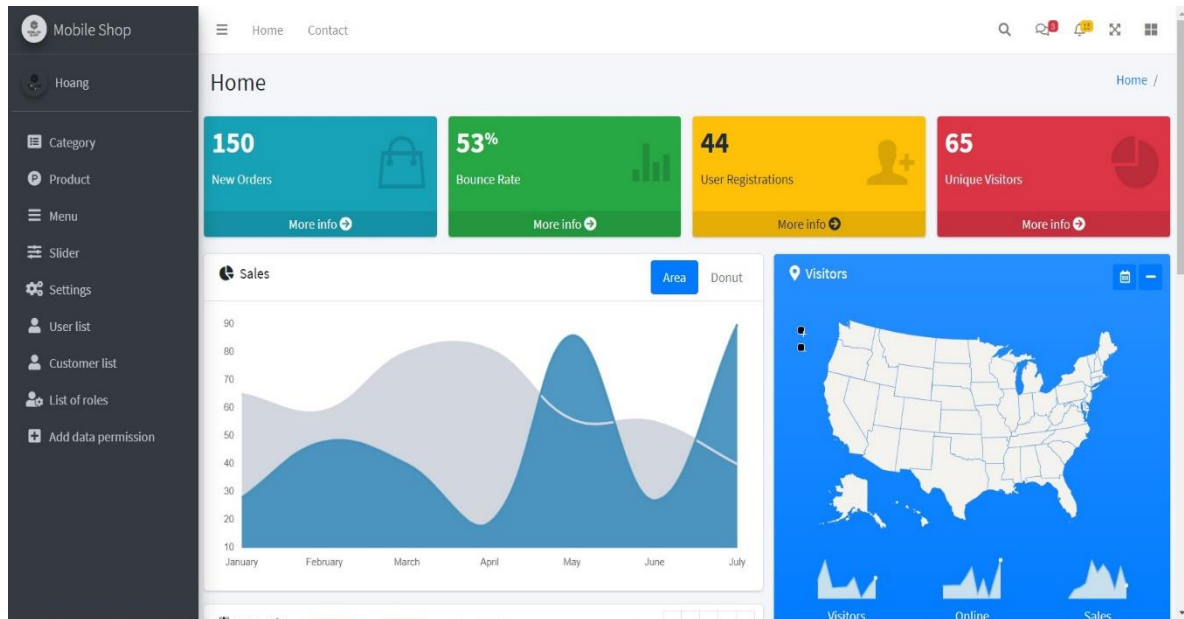 Mobile Shop
Home Contact
3
15
Hoang
Home
Home /
Category
Product
Menu
Slider
Settings
User list
Customer list
List of roles
Add data permission
150
New Orders
More info
53%
Bounce Rate
More info
44
User Registrations
More info
65
Unique Visitors
More info
Sales
Area Donut
90
80
70
60
50
40
30
20
10
January February March April May June July
Visitors
Visitors Online Sales